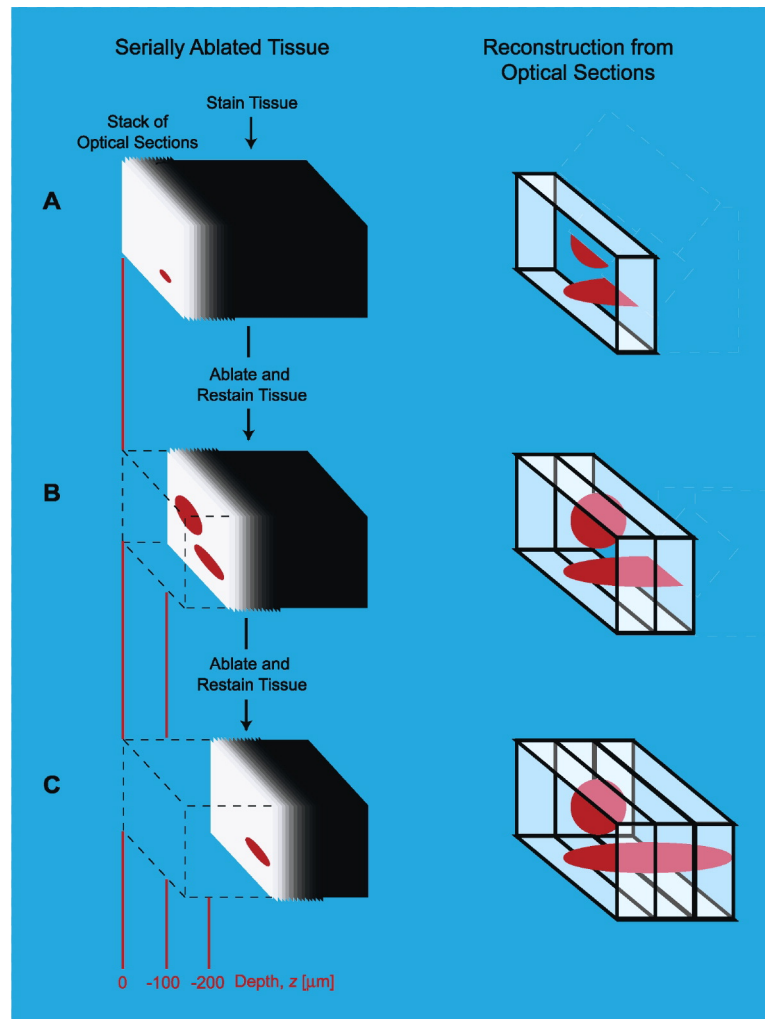 Serially Ablated Tissue
Reconstruction from
Optical Sections
Stain Tissue
Stack of
Optical Sections
A
Ablate and
Restain Tissue
B
Ablate and
Restain Tissue
C
0 -100 -200 Depth, z [μm]